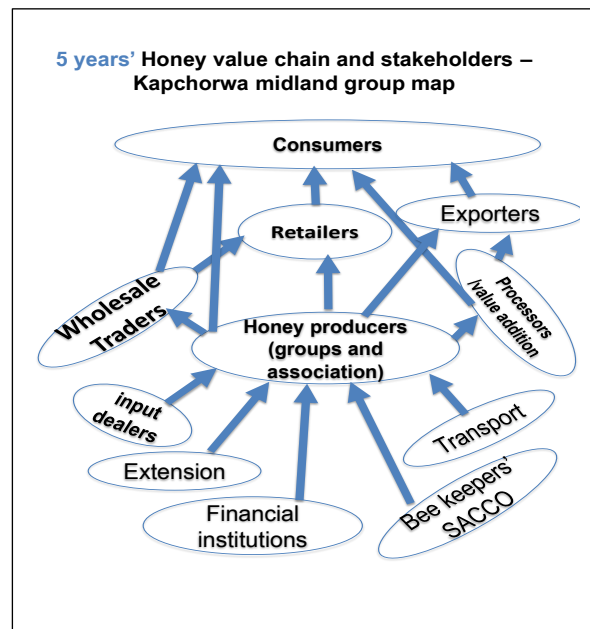 5 years’ Honey value chain and stakeholders –
Kapchorwa midland group map
Consumers
Exporters
Retailers
Processors
/value addition
Wholesale
Traders
Honey producers
(groups and
association)
input
dealers
Transport
Extension
Bee keepers’
SACCO
Financial
institutions